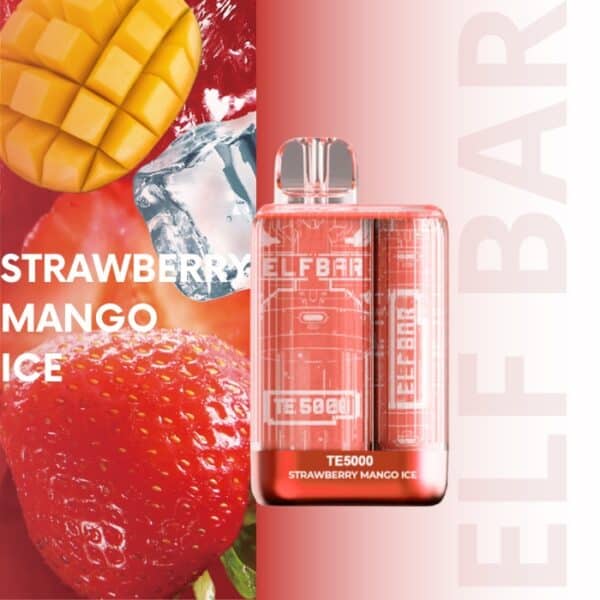 STRAWBERRY
MANGO
ICE
ELFBAR
ELFBAR
TE5000
TE5000
STRAWBERRY MANGO ICE
ELF BAR